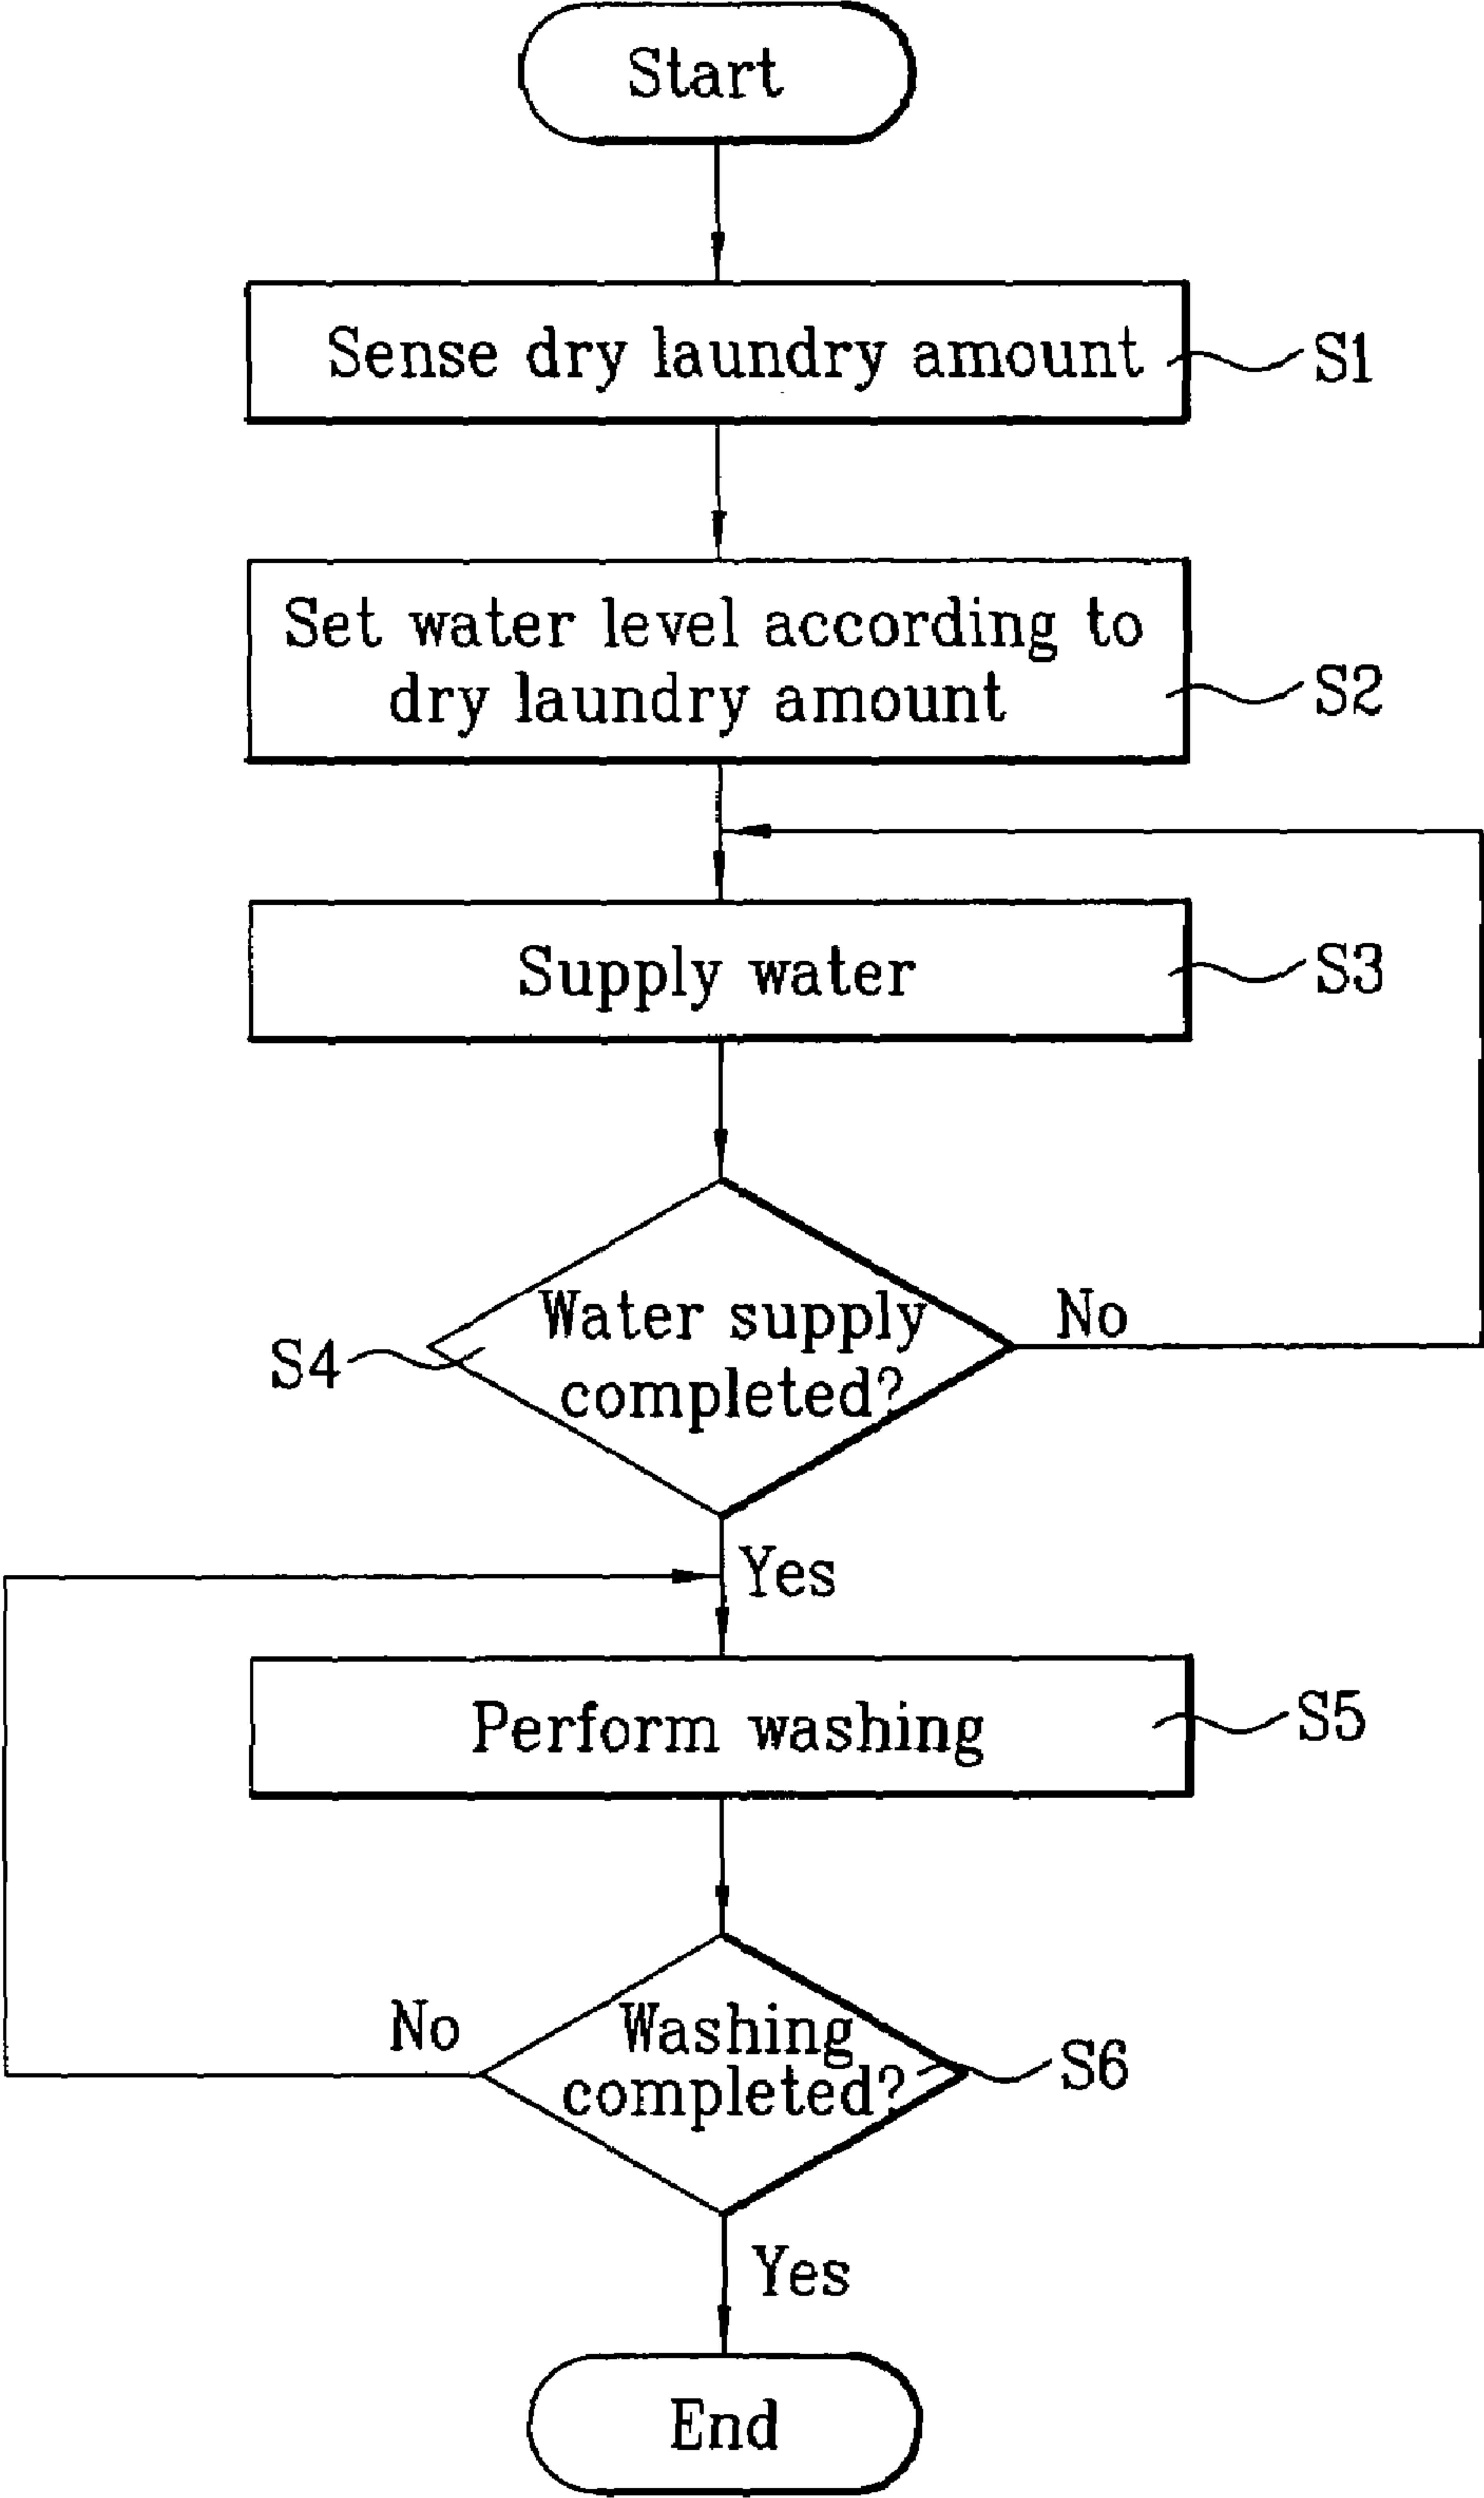 Start
Sense dry laundry amount
S1
Set water level according to
dry laundry amount
S2
Supply water
S3
Water supply
completed?
No
S4
Yes
Perform washing
S5
No
Washing
completed?
S6
Yes
End